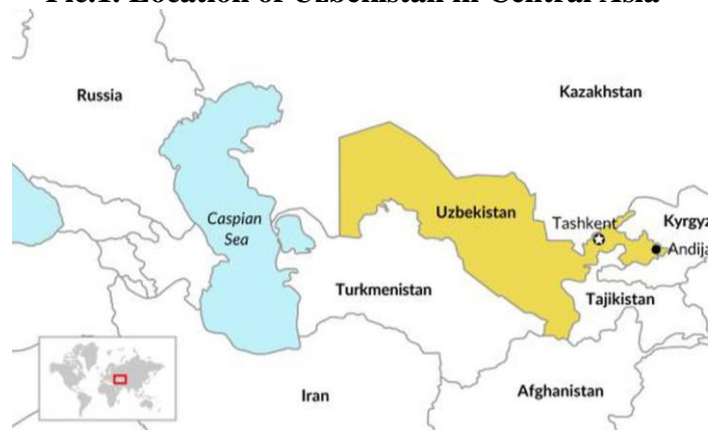 Pic.1. Location of Uzbekistan in Central Asia
Russia
Kazakhstan
Caspian
Sea
Uzbekistan
Tashkent
Kyrgyz
Andija
Turkmenistan
Tajikistan
Iran
Afghanistan